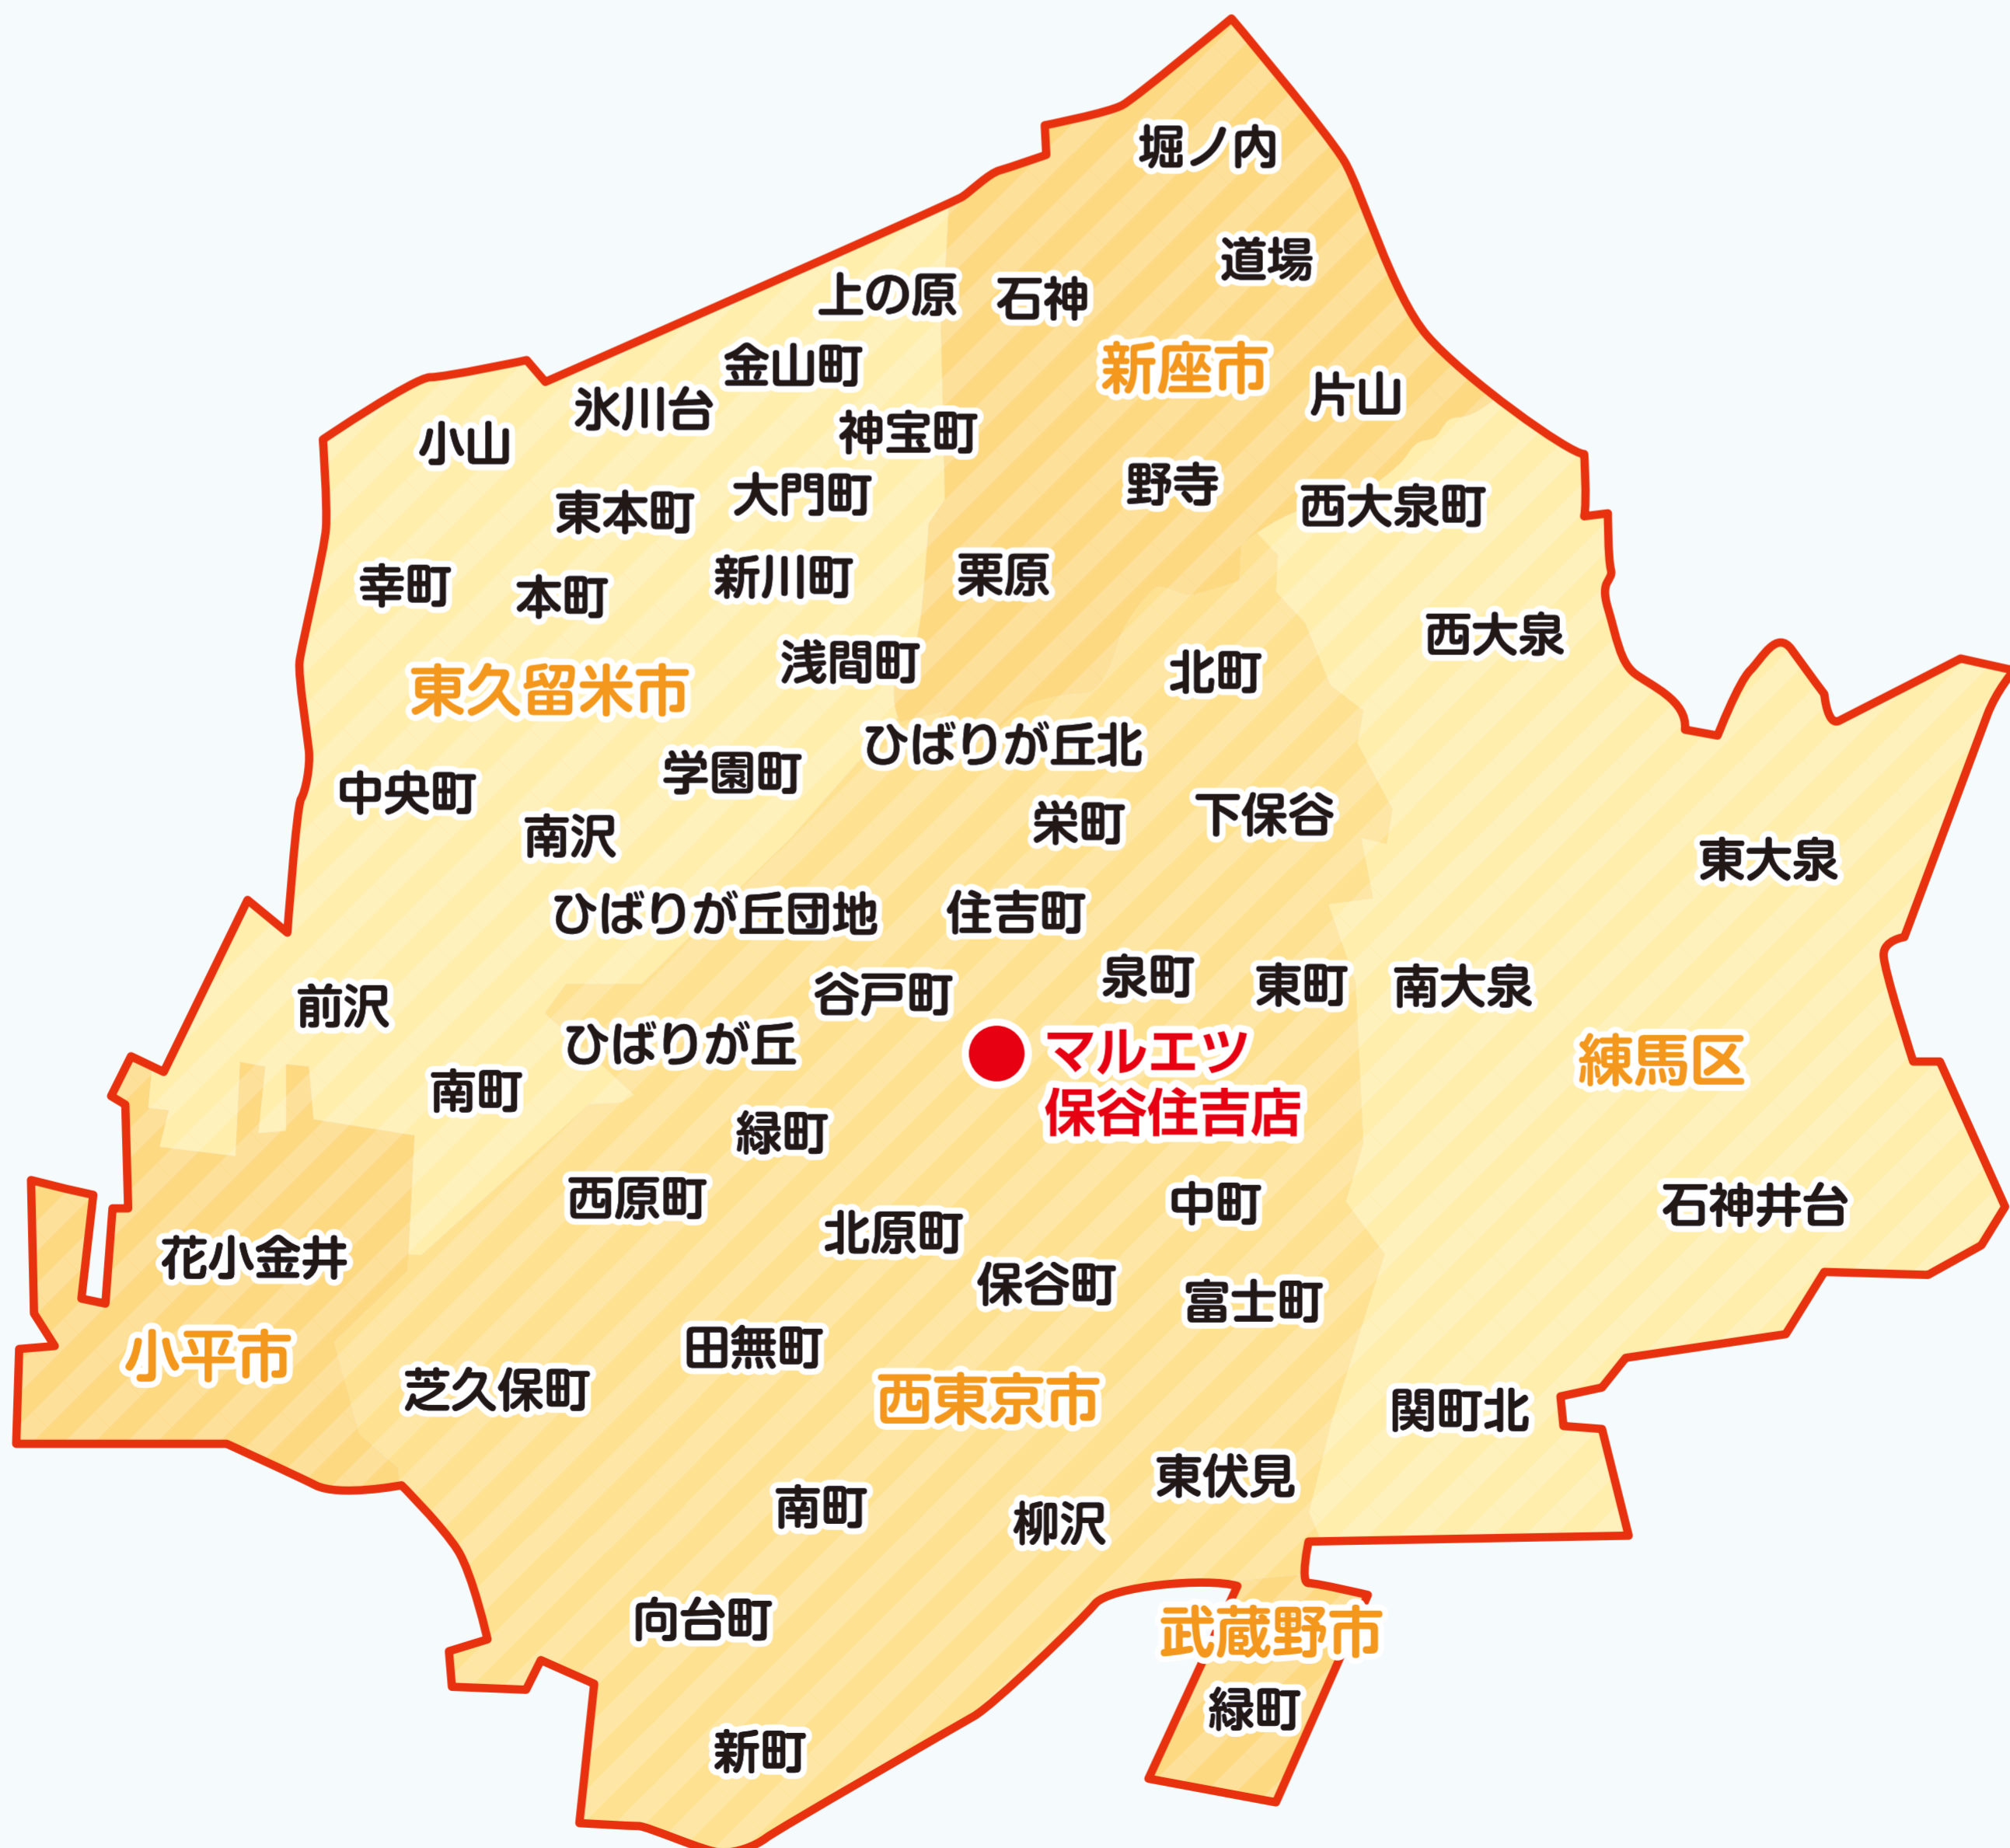 堀ノ内
道場
上の原
石神
金山町
新座市
片山
氷川台
小山
神宝町
野寺
大門町
東本町
西大泉町
新川町
栗原
幸町
本町
西大泉
浅間町
北町
東久留米市
ひばりが丘北
学園町
中央町
南沢
栄町
下保谷
東大泉
ひばりが丘団地
住吉町
泉町
東町
南大泉
谷戸町
前沢
ひばりが丘
マルエツ
保谷住吉店
練馬区
南町
緑町
西原町
中町
石神井台
北原町
花小金井
保谷町
富士町
田無町
小平市
芝久保町
西東京市
関町北
東伏見
南町
柳沢
向台町
武蔵野市
緑町
新町